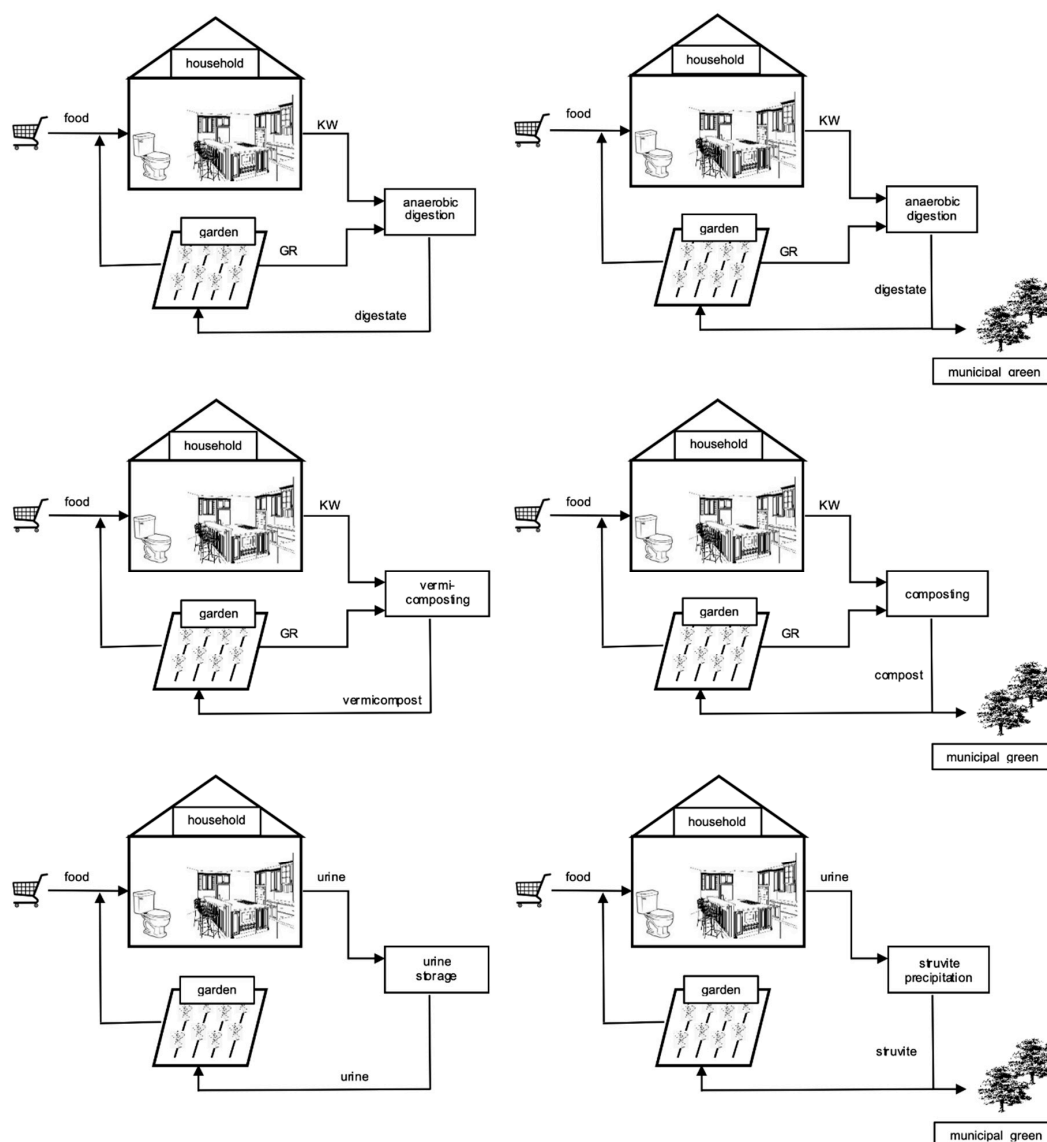 household
food
KW
anaerobic
digestion
garden
GR
digestate
household
food
KW
anaerobic
digestion
garden
GR
digestate
municipal green
household
food
KW
vermi-
composting
garden
GR
vermicompost
household
food
KW
composting
garden
GR
compost
municipal green
household
food
urine
urine
storage
garden
urine
household
food
urine
struvite
precipitation
garden
struvite
municipal green